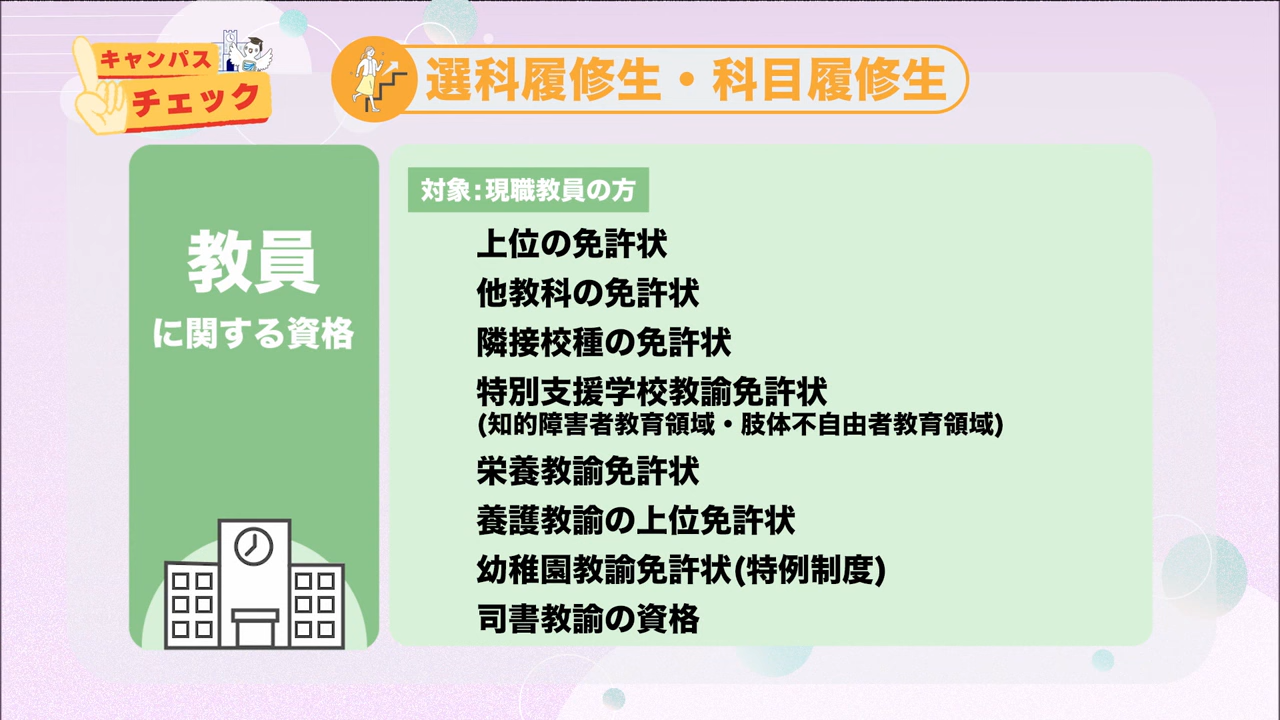 キャンパス
チェック
選科履修生・科目履修生
教員
に関する資格
対象:現職教員の方
上位の免許状
他教科の免許状
隣接校種の免許状
特別支援学校教諭免許状
(知的障害者教育領域・肢体不自由者教育領域)
栄養教諭免許状
養護教諭の上位免許状
幼稚園教諭免許状(特例制度)
司書教諭の資格